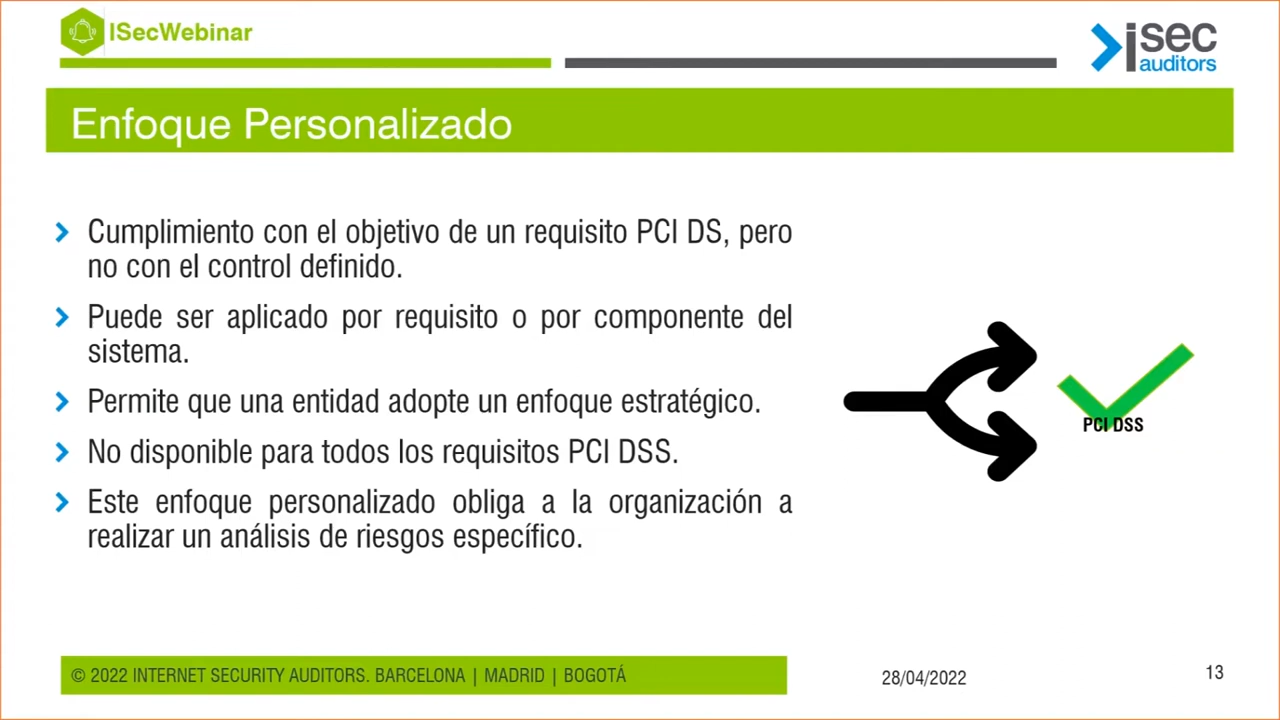 ISecWebinar
isec
auditors
Enfoque Personalizado
Cumplimiento con el objetivo de un requisito PCI DS, pero
no con el control definido.
Puede ser aplicado por requisito o por componente del
sistema.
Permite que una entidad adopte un enfoque estratégico.
No disponible para todos los requisitos PCI DSS.
Este enfoque personalizado obliga a la organización a
realizar un análisis de riesgos específico.
PCI DSS
© 2022 INTERNET SECURITY AUDITORS. BARCELONA | MADRID | BOGOTÁ
28/04/2022
13